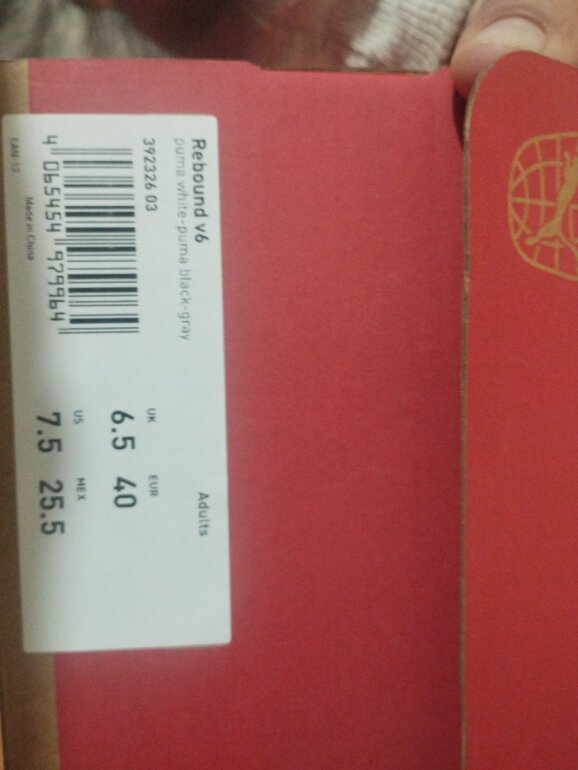 Rebound v6
puma white-puma black-gray
392326 03
4 065454 979964
EAN 13
Made in China
Adults
UK EUR
6.5 40
US MEX
7.5 25.5